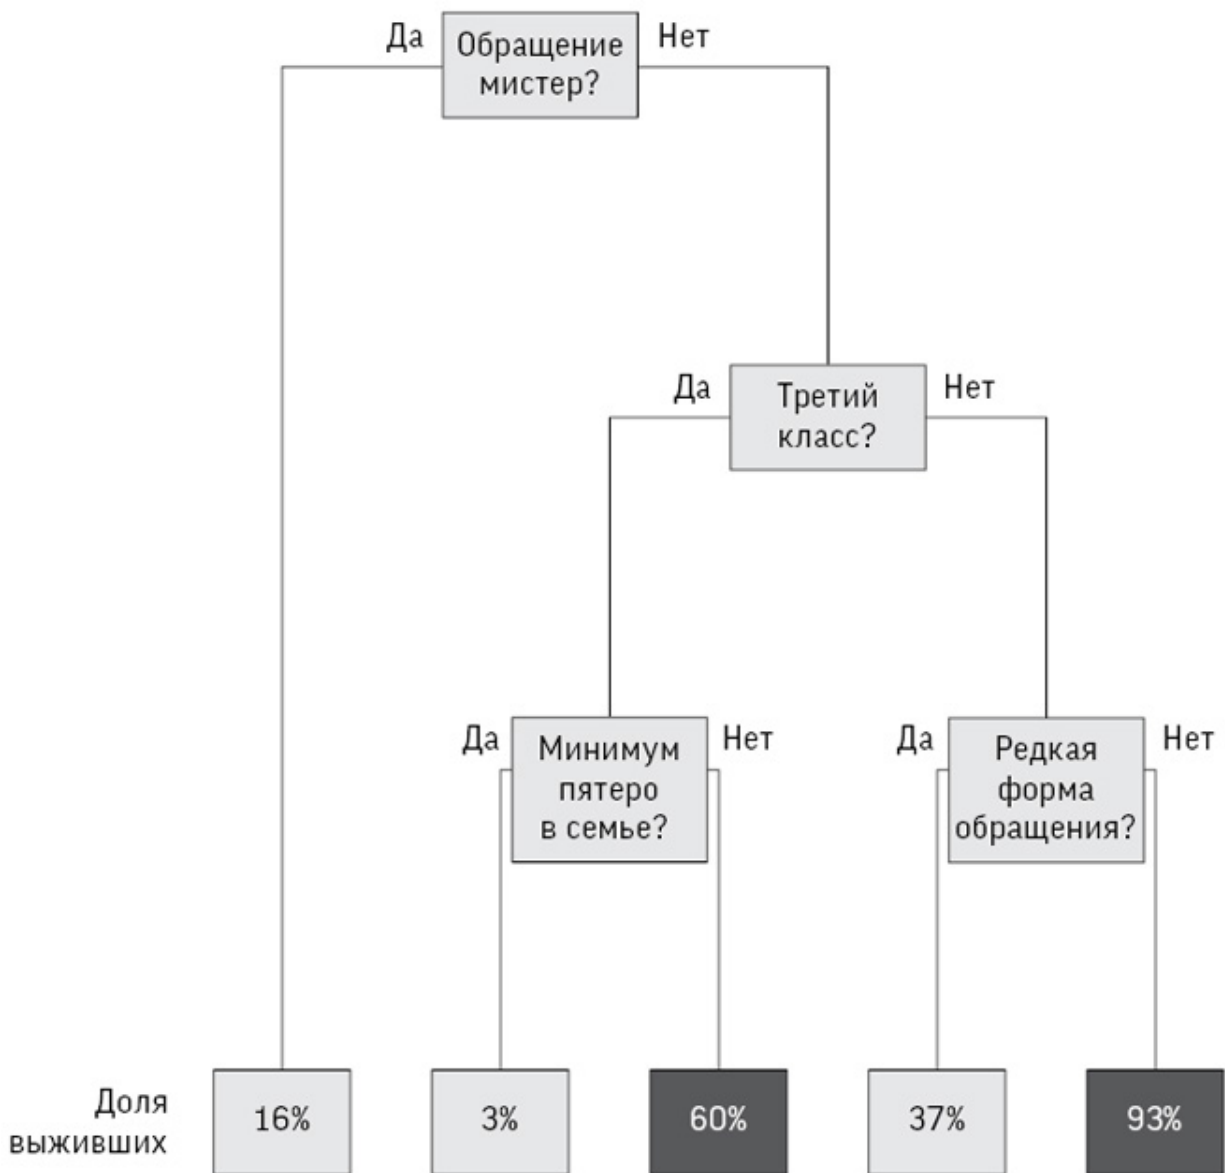 Да
Обращение
мистер?
Нет
Да
Третий
класс?
Нет
Да
Минимум
пятеро
в семье?
Нет
Да
Редкая
форма
обращения?
Нет
Доля
выживших
16%
3%
60%
37%
93%